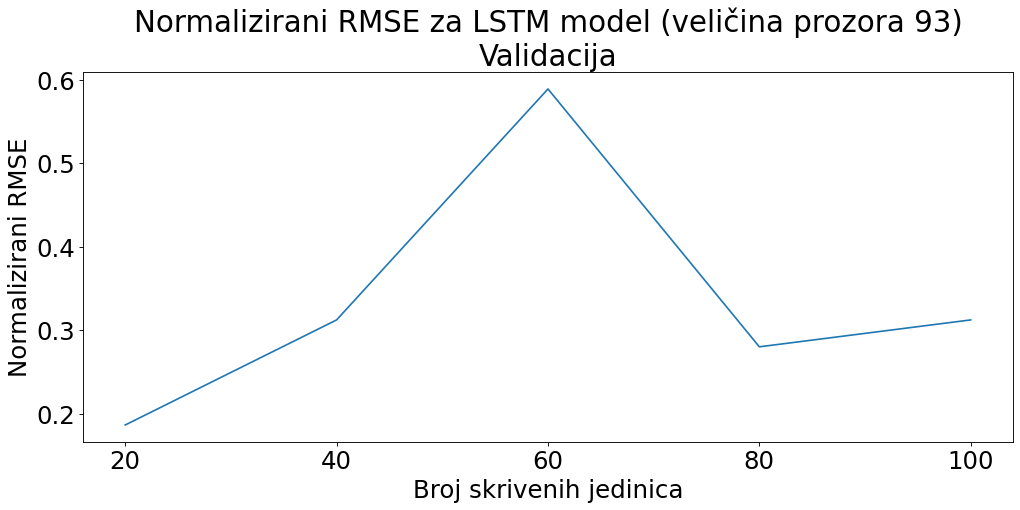 Normalizirani RMSE za LSTM model (veličina prozora 93)
Validacija
Normalizirani RMSE
0.6
0.5
0.4
0.3
0.2
20 40 60 80 100
Broj skrivenih jedinica